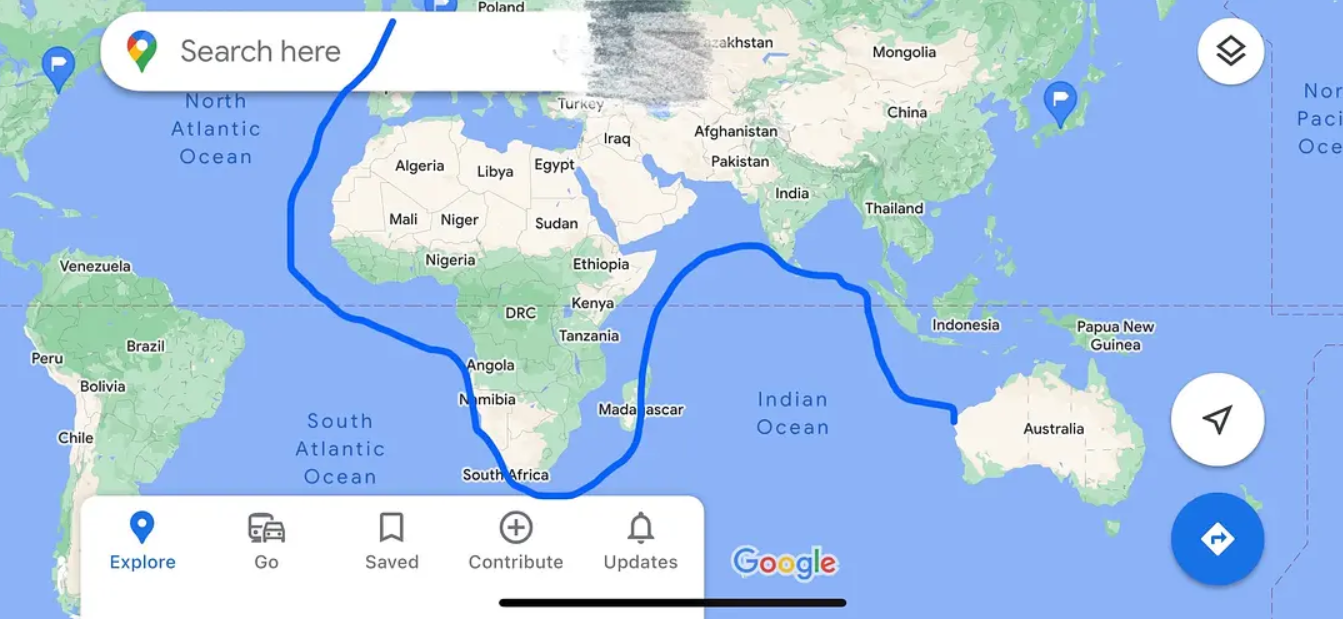 Poland
Search here
azakhstan
Mongolia
North
Atlantic
Ocean
Turkey
China
Nor
Paci
Oce
Iraq
Afghanistan
Algeria
Libya
Egypt
Pakistan
India
Mali
Niger
Sudan
Thailand
Nigeria
Ethiopia
Venezuela
Kenya
DRC
Indonesia
Papua New
Guinea
Tanzania
Brazil
Peru
Angola
Bolivia
Namibia
Madagascar
Indian
Ocean
South
Atlantic
Ocean
Australia
Chile
South Africa
Explore
Go
Saved
Contribute
Updates
Google